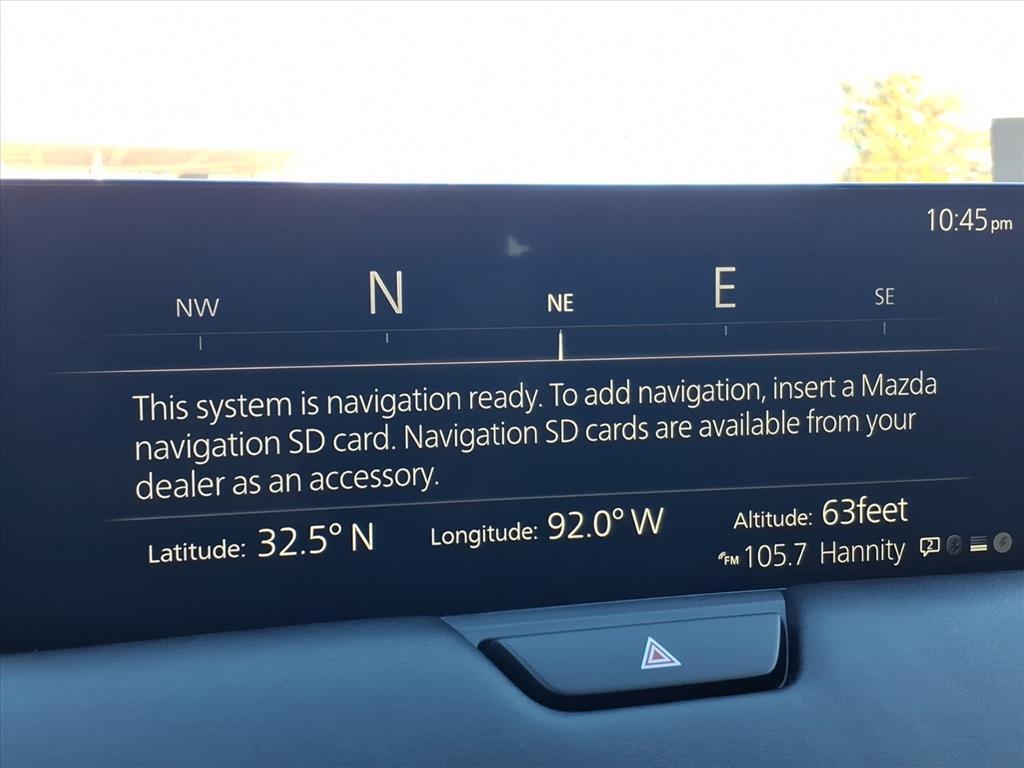 10:45pm
NW N NE E SE
This system is navigation ready. To add navigation, insert a Mazda
navigation SD card. Navigation SD cards are available from your
dealer as an accessory.
Latitude: 32.5° N Longitude: 92.0° W Altitude: 63feet
FM 105.7 Hannity 2